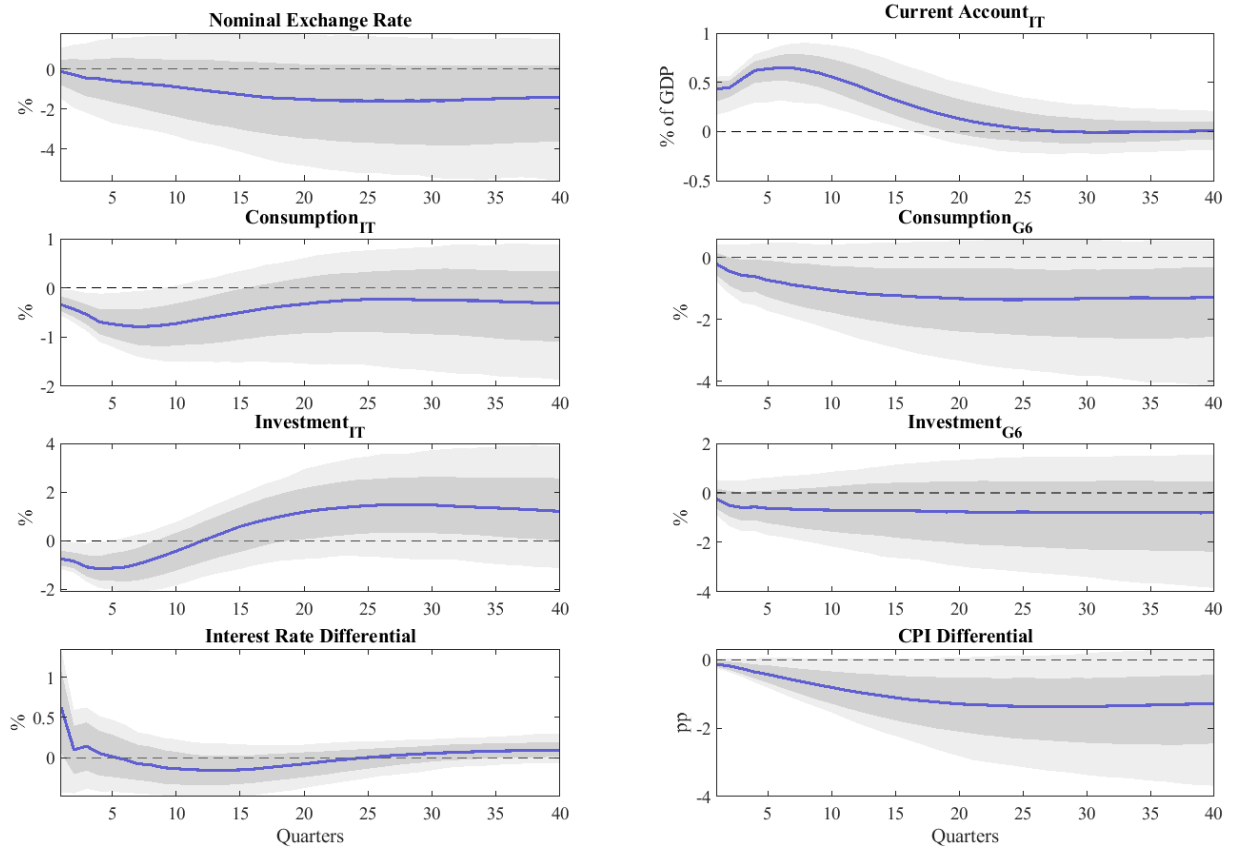 Nominal Exchange Rate
0
-2
-4
%
5 10 15 20 25 30 35 40
Current Account_IT
1
0.5
0
-0.5
% of GDP
5 10 15 20 25 30 35 40
Consumption_IT
1
0
-1
-2
%
5 10 15 20 25 30 35 40
Consumption_G6
0
-2
-4
%
5 10 15 20 25 30 35 40
Investment_IT
4
2
0
-2
%
5 10 15 20 25 30 35 40
Investment_G6
2
0
-2
-4
%
5 10 15 20 25 30 35 40
Interest Rate Differential
1
0.5
0
%
5 10 15 20 25 30 35 40
Quarters
CPI Differential
0
-2
-4
pp
5 10 15 20 25 30 35 40
Quarters